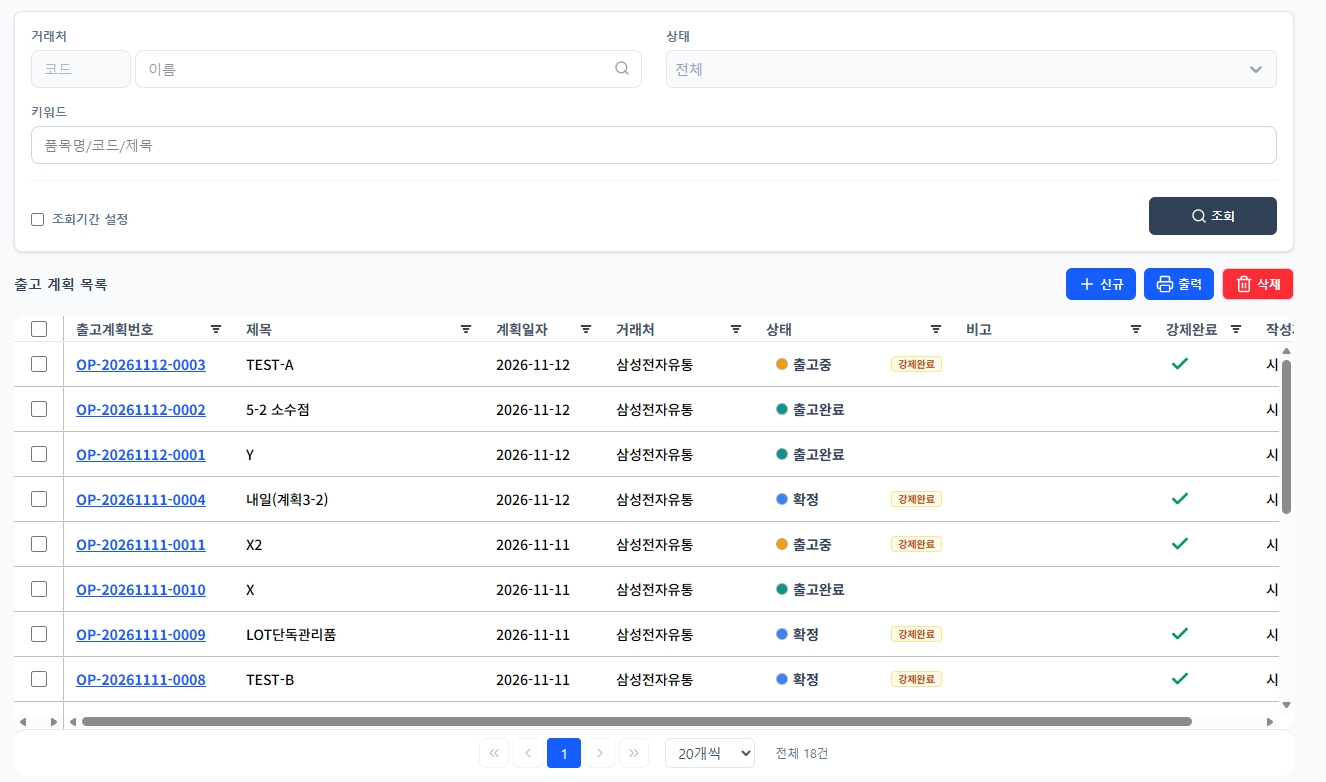 거래처 상태
코드 이름 전체
키워드
품목명/코드/제목
조회기간 설정 조회
출고 계획 목록 신규 출력 삭제
출고계획번호 제목 계획일자 거래처 상태 비고 강제완료
OP-20261112-0003 TEST-A 2026-11-12 삼성전자유통 출고중 강제완료 시
OP-20261112-0002 5-2 소수점 2026-11-12 삼성전자유통 출고완료 시
OP-20261112-0001 Y 2026-11-12 삼성전자유통 출고완료 시
OP-20261111-0004 내일(계획3-2) 2026-11-12 삼성전자유통 확정 강제완료 시
OP-20261111-0011 X2 2026-11-11 삼성전자유통 출고중 강제완료 시
OP-20261111-0010 X 2026-11-11 삼성전자유통 출고완료 시
OP-20261111-0009 LOT단독관리품 2026-11-11 삼성전자유통 확정 강제완료 시
OP-20261111-0008 TEST-B 2026-11-11 삼성전자유통 확정 강제완료 시
« ‹ 1 › » 20개씩 전체 18건